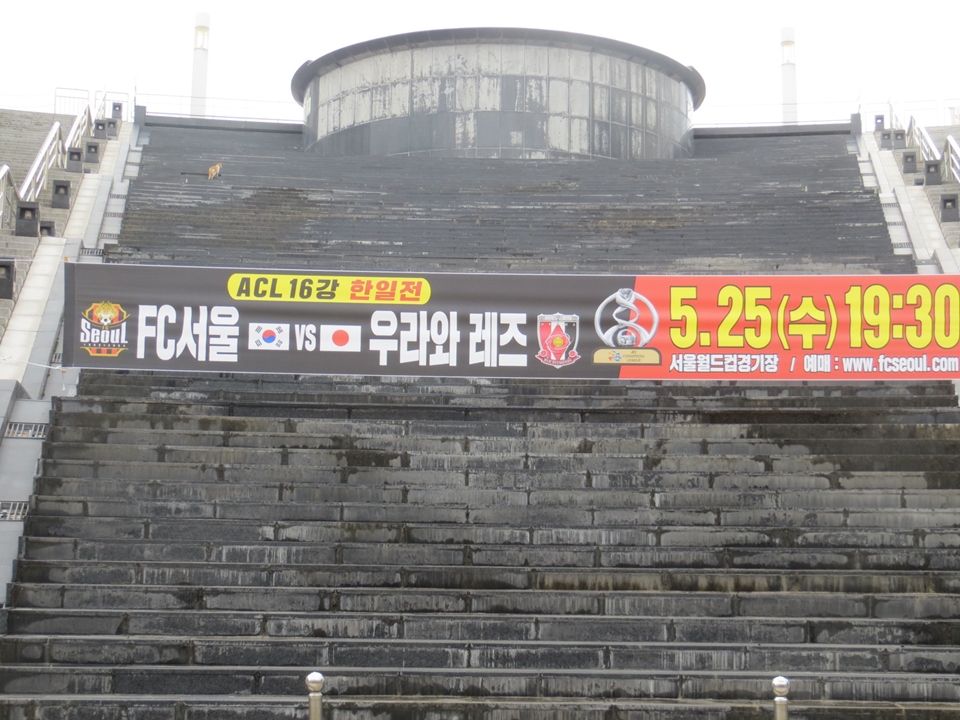 ACL 16강 한일전
Seoul
FC서울 VS 우라와 레즈
5.25(수) 19:30
서울월드컵경기장 / 예매 : www.fcseoul.com